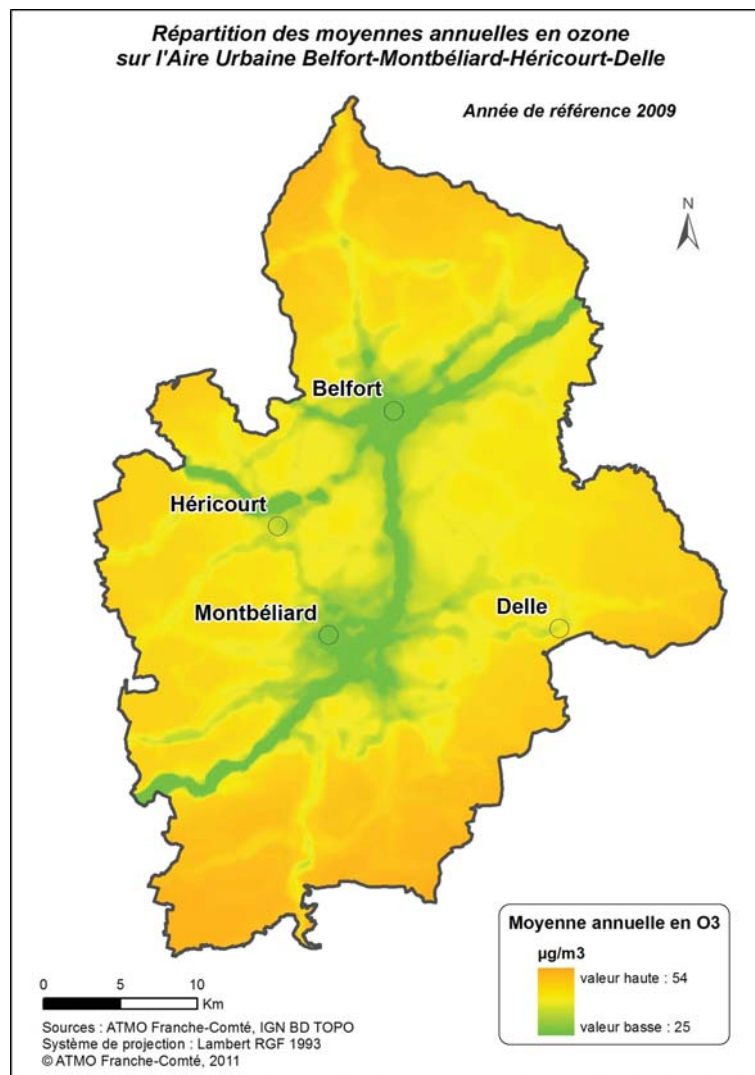 Répartition des moyennes annuelles en ozone
sur l'Aire Urbaine Belfort-Montbéliard-Héricourt-Delle
Année de référence 2009
N
Belfort
Héricourt
Montbéliard
Delle
Moyenne annuelle en O3
µg/m3
valeur haute : 54
valeur basse : 25
0 5 10
Km
Sources : ATMO Franche-Comté, IGN BD TOPO
Système de projection : Lambert RGF 1993
© ATMO Franche-Comté, 2011